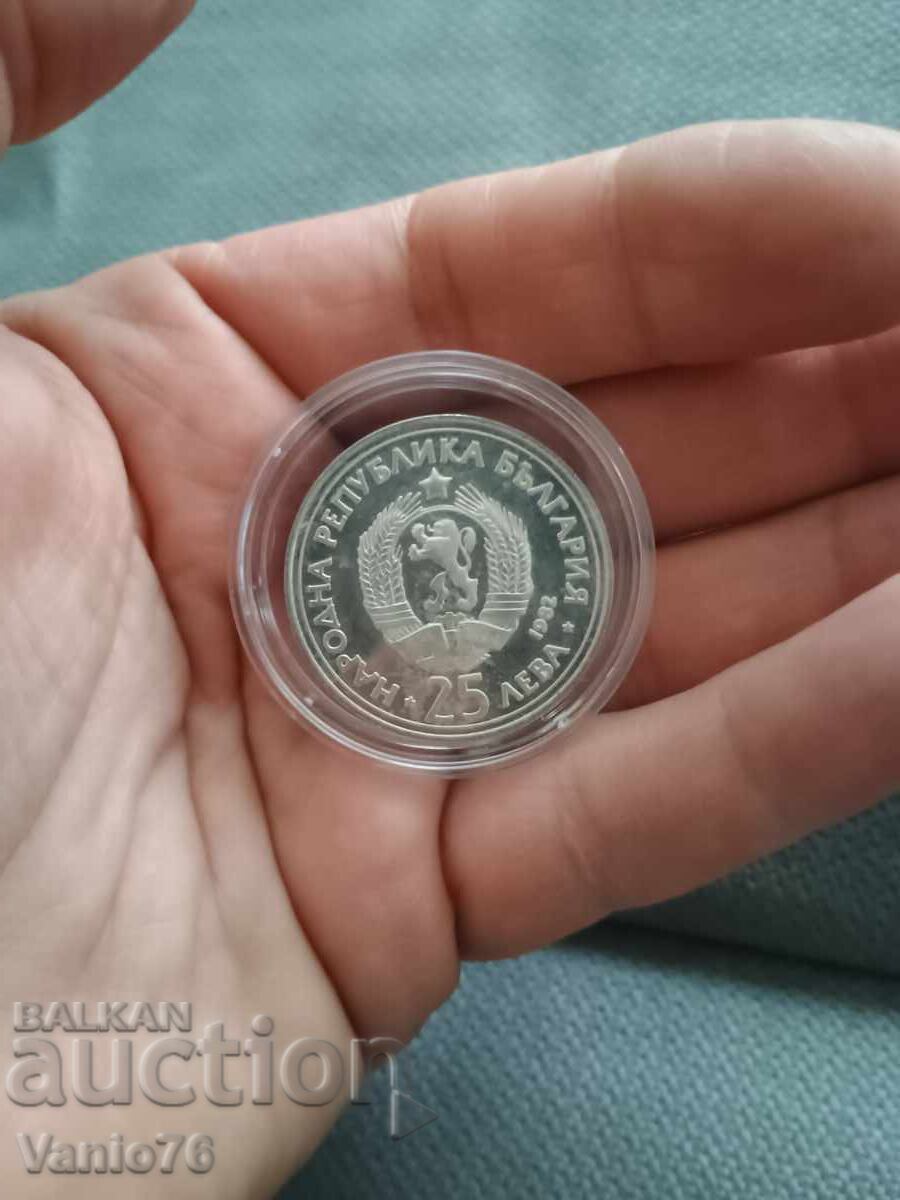 НАРОДНА РЕПУБЛИКА БЪЛГАРИЯ
1982
25 ЛЕВА
BALKAN
auction
Vanio76